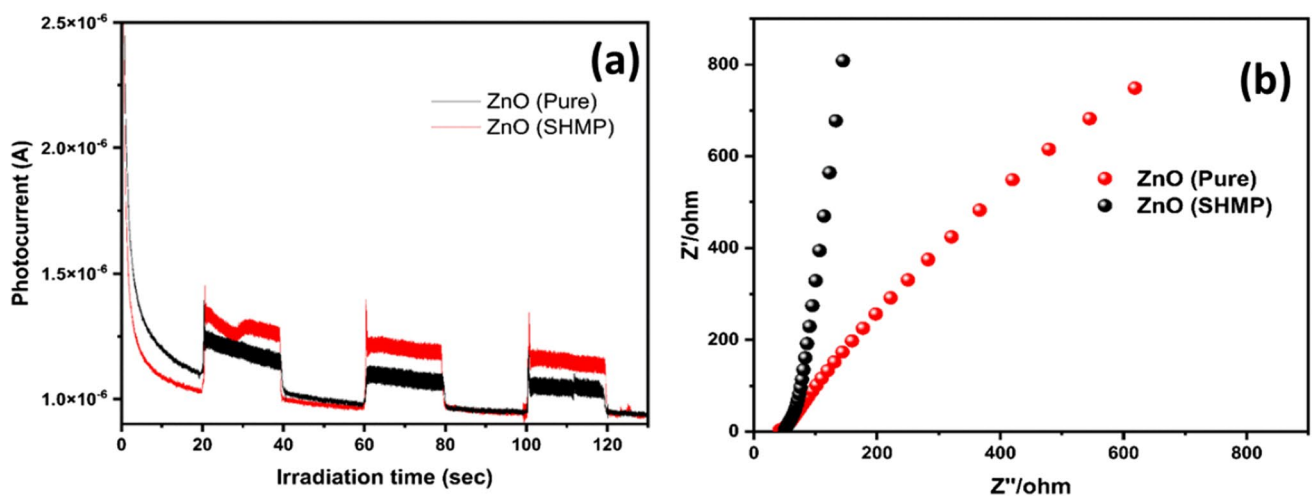 (a)
ZnO (Pure)
ZnO (SHMP)
Photocurrent (A)
2.5×10⁻⁶
2.0×10⁻⁶
1.5×10⁻⁶
1.0×10⁻⁶
0 20 40 60 80 100 120
Irradiation time (sec)
(b)
ZnO (Pure)
ZnO (SHMP)
Z'/ohm
800
600
400
200
0
0 200 400 600 800
Z"/ohm